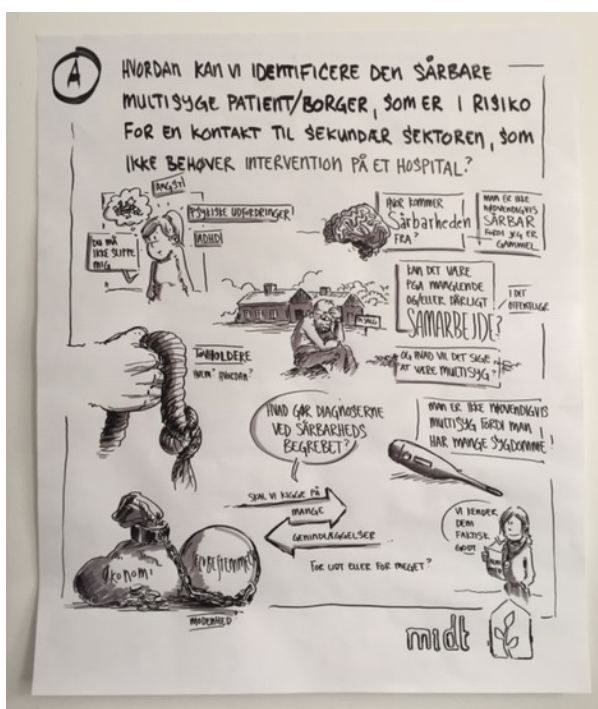 A
HVORDAN KAN VI IDENTIFICERE DEN SÅRBARE
MULTISYGE PATIENT/BORGER, SOM ER I RISIKO
FOR EN KONTAKT TIL SEKUNDÆR SEKTOREN, SOM
IKKE BEHØVER INTERVENTION PÅ ET HOSPITAL?
ANGST!
PSYKISKE UDFORDRINGER!
ADHD!
DU MÅ
IKKE SLIPPE
MIG
HVOR KOMMER
Sårbarheden
FRA?
MAN ER IKKE
NØDVENDIGVIS
SÅRBAR
FORDI JEG ER
GAMMEL
KAN DET VÆRE
PGA MANGLENDE
OG/ELLER DÅRLIGT
SAMARBEJDE?
I DET
OFFENTLIGE
TIL SALG
OG HVAD VIL DET SIGE
AT VÆRE MULTISYG?
TOVHOLDERE
HVEM? HVORDAN?
HVAD GØR DIAGNOSERNE
VED SÅRBARHEDS
BEGREBET?
MAN ER IKKE NØDVENDIGVIS
MULTISYG FORDI MAN
HAR MANGE SYGDOMME!
SKAL VI KIGGE PÅ
MANGE
GENINDLÆGGELSER
FOR LIDT ELLER FOR MEGET?
VI KENDER
DEM
FAKTISK
GODT
ØKONOMI
SELVBESTEMMELSE
midt